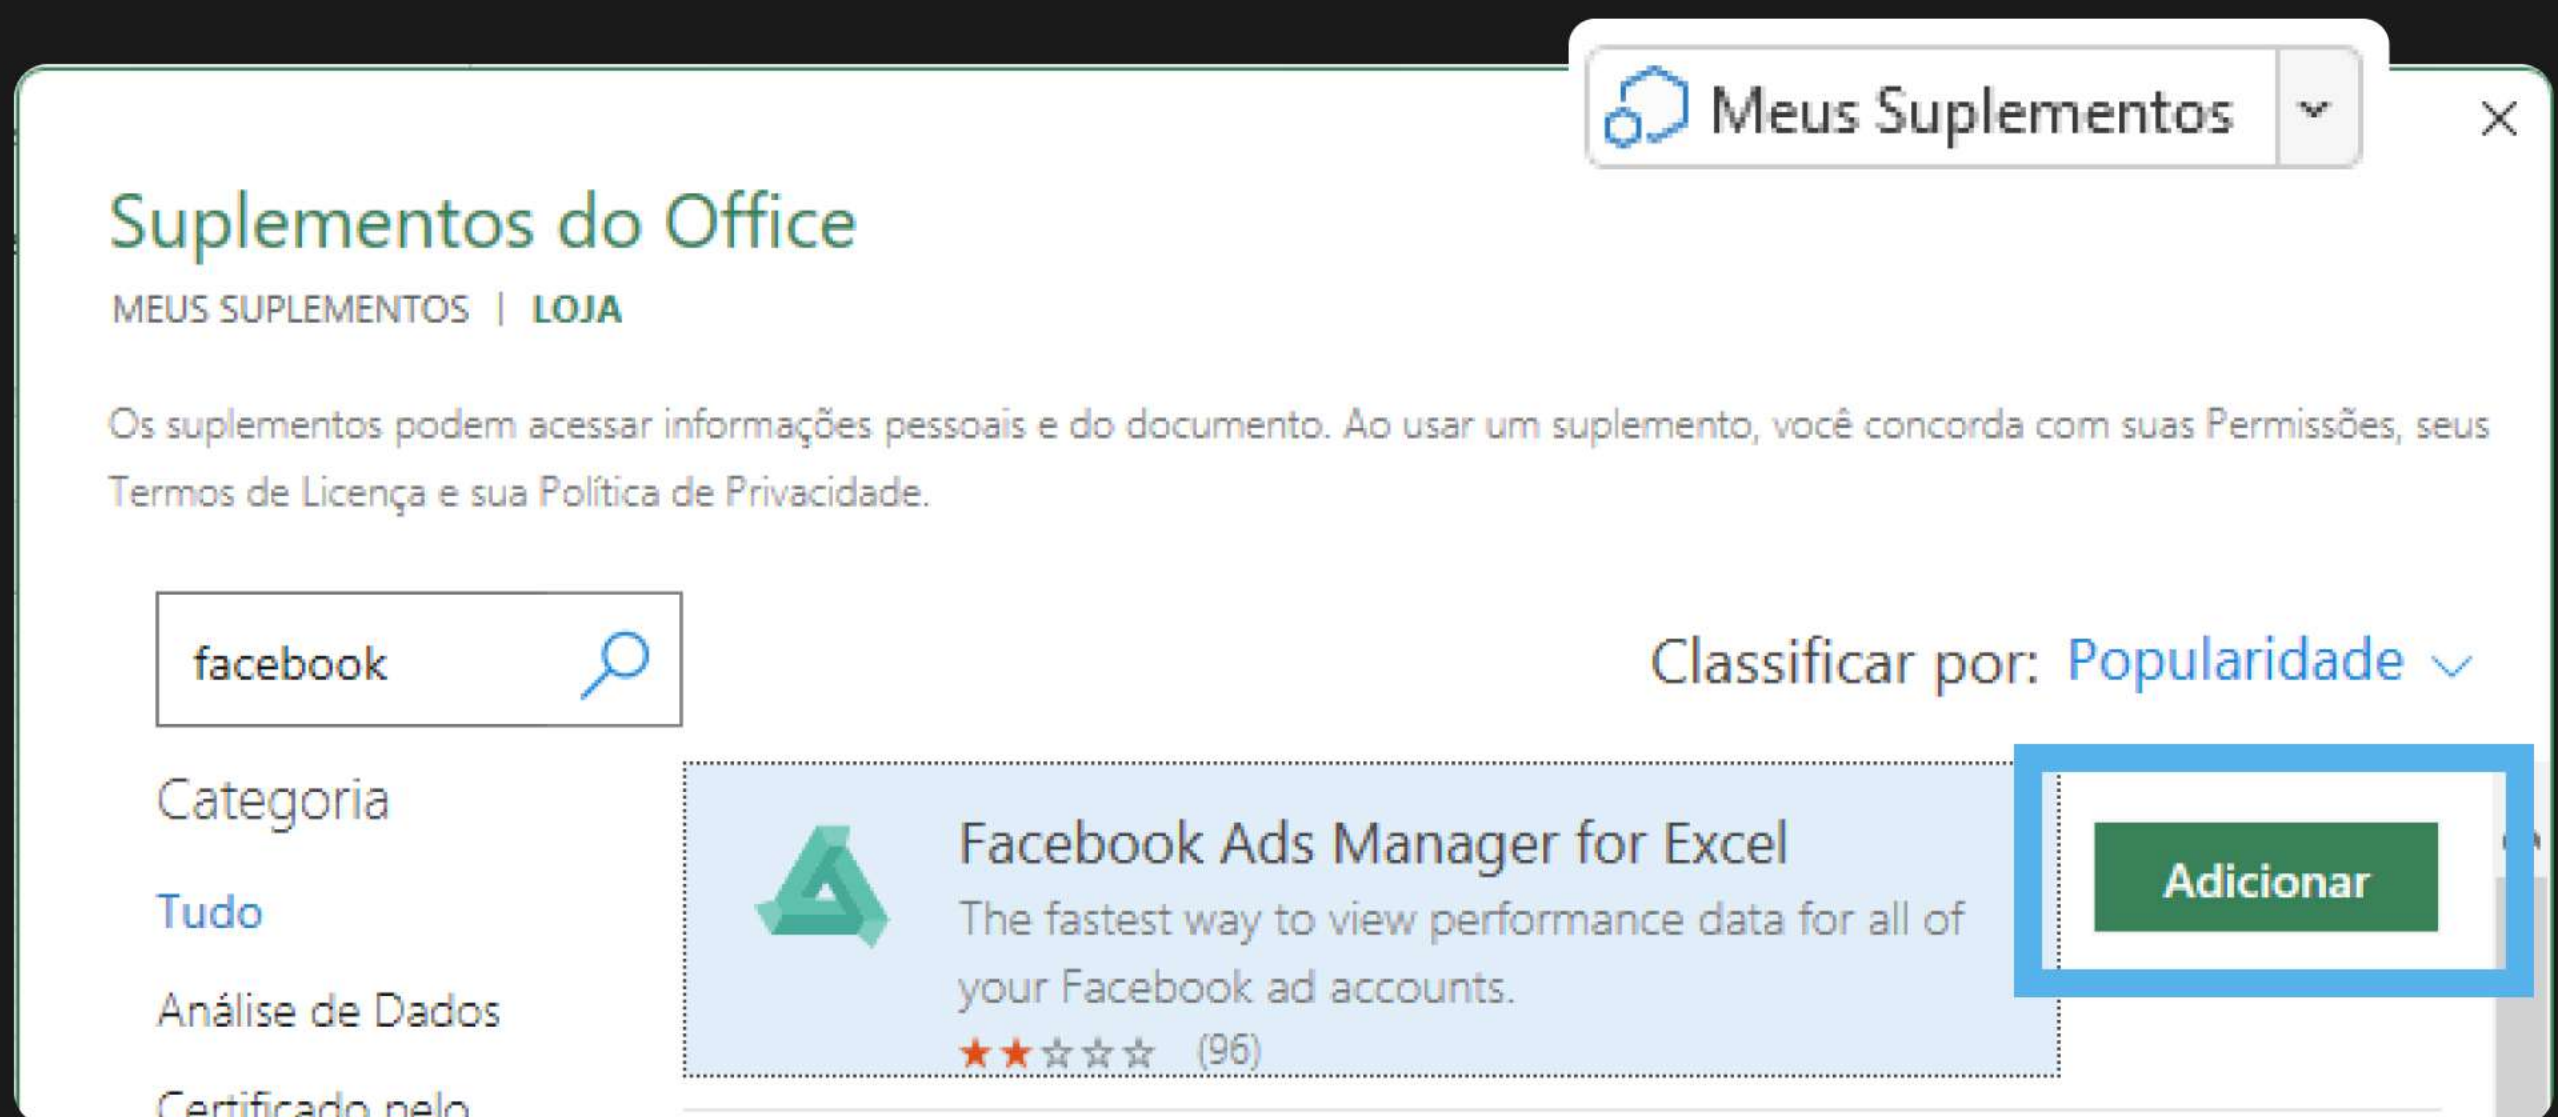 Meus Suplementos
Suplementos do Office
MEUS SUPLEMENTOS | LOJA
Os suplementos podem acessar informações pessoais e do documento. Ao usar um suplemento, você concorda com suas Permissões, seus
Termos de Licença e sua Política de Privacidade.
facebook
Classificar por: Popularidade
Categoria
Tudo
Análise de Dados
Certificado pelo
Facebook Ads Manager for Excel
The fastest way to view performance data for all of
your Facebook ad accounts.
(96)
Adicionar